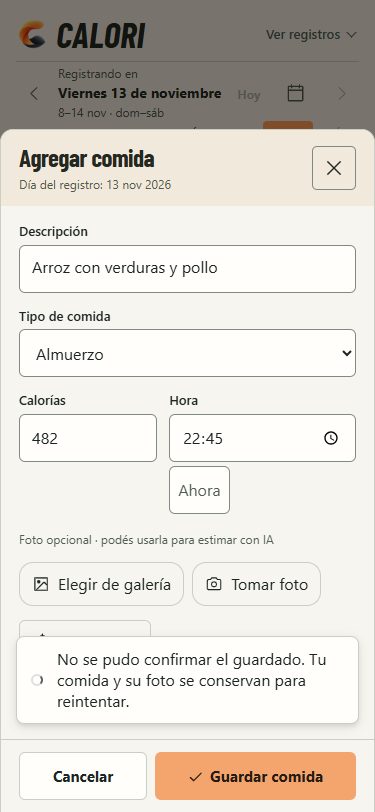 CALORI
Ver registros
Registrando en
Viernes 13 de noviembre
Hoy
8–14 nov · dom–sáb
Agregar comida
Día del registro: 13 nov 2026
Descripción
Arroz con verduras y pollo
Tipo de comida
Almuerzo
Calorías
Hora
482
22:45
Ahora
Foto opcional · podés usarla para estimar con IA
Elegir de galería
Tomar foto
No se pudo confirmar el guardado. Tu
comida y su foto se conservan para
reintentar.
Cancelar
Guardar comida